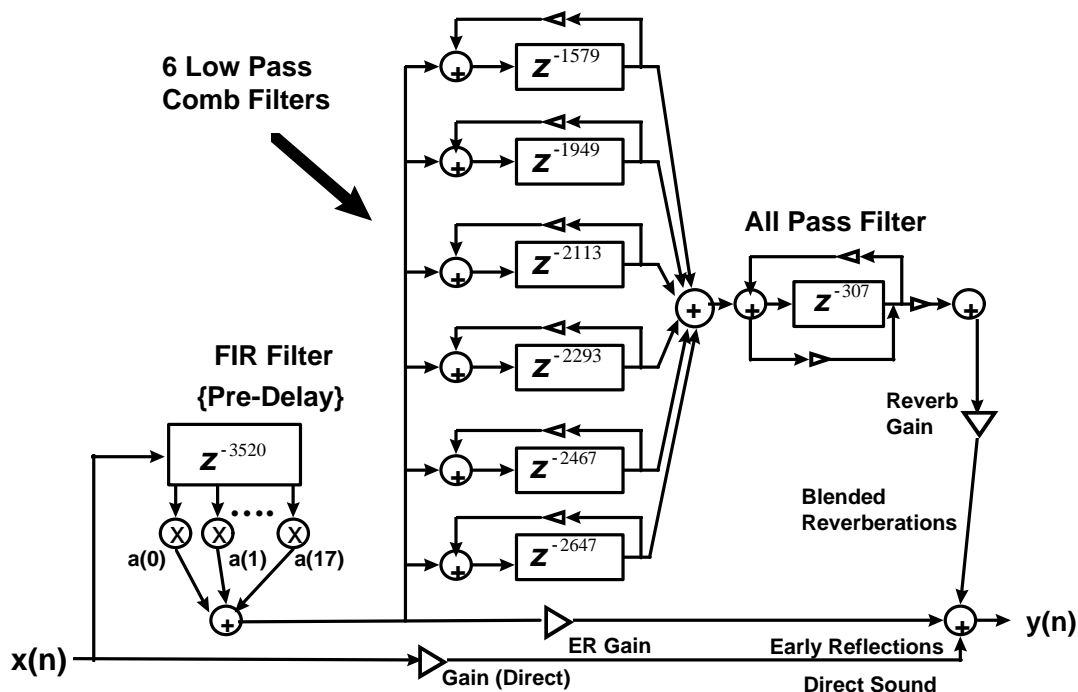 6 Low Pass
Comb Filters
z⁻¹⁵⁷⁹
+
z⁻¹⁹⁴⁹
+
z⁻²¹¹³
+
z⁻²²⁹³
+
z⁻²⁴⁶⁷
+
z⁻²⁶⁴⁷
+
+
All Pass Filter
+
z⁻³⁰⁷
+
FIR Filter
{Pre-Delay}
z⁻³⁵²⁰
X X X
a(0) a(1) a(17)
+
Reverb
Gain
Blended
Reverberations
ER Gain
Early Reflections
+
y(n)
x(n)
Gain (Direct)
Direct Sound